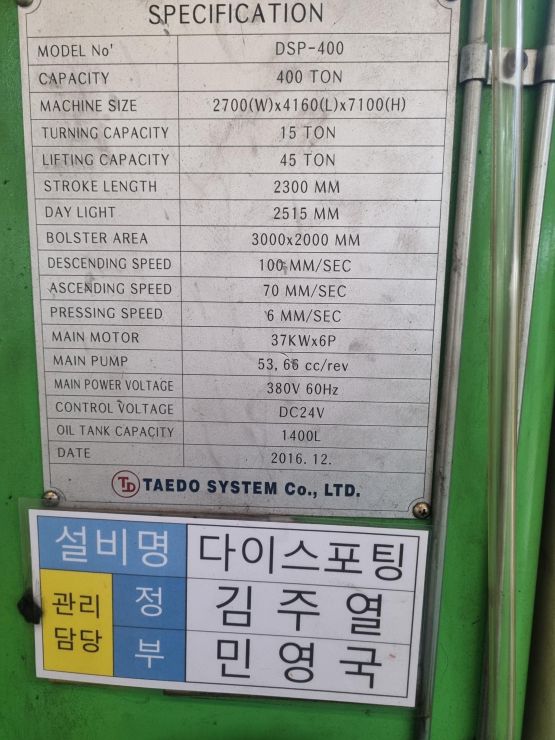 SPECIFICATION
MODEL No' DSP-400
CAPACITY 400 TON
MACHINE SIZE 2700(W)x4160(L)x7100(H)
TURNING CAPACITY 15 TON
LIFTING CAPACITY 45 TON
STROKE LENGTH 2300 MM
DAY LIGHT 2515 MM
BOLSTER AREA 3000x2000 MM
DESCENDING SPEED 100 MM/SEC
ASCENDING SPEED 70 MM/SEC
PRESSING SPEED 6 MM/SEC
MAIN MOTOR 37KWx6P
MAIN PUMP 53, 66 cc/rev
MAIN POWER VOLTAGE 380V 60Hz
CONTROL VOLTAGE DC24V
OIL TANK CAPACITY 1400L
DATE 2016. 12.
TD TAEDO SYSTEM Co., LTD.
설비명 다이스포팅
관리 담당 정 김주열
부 민영국